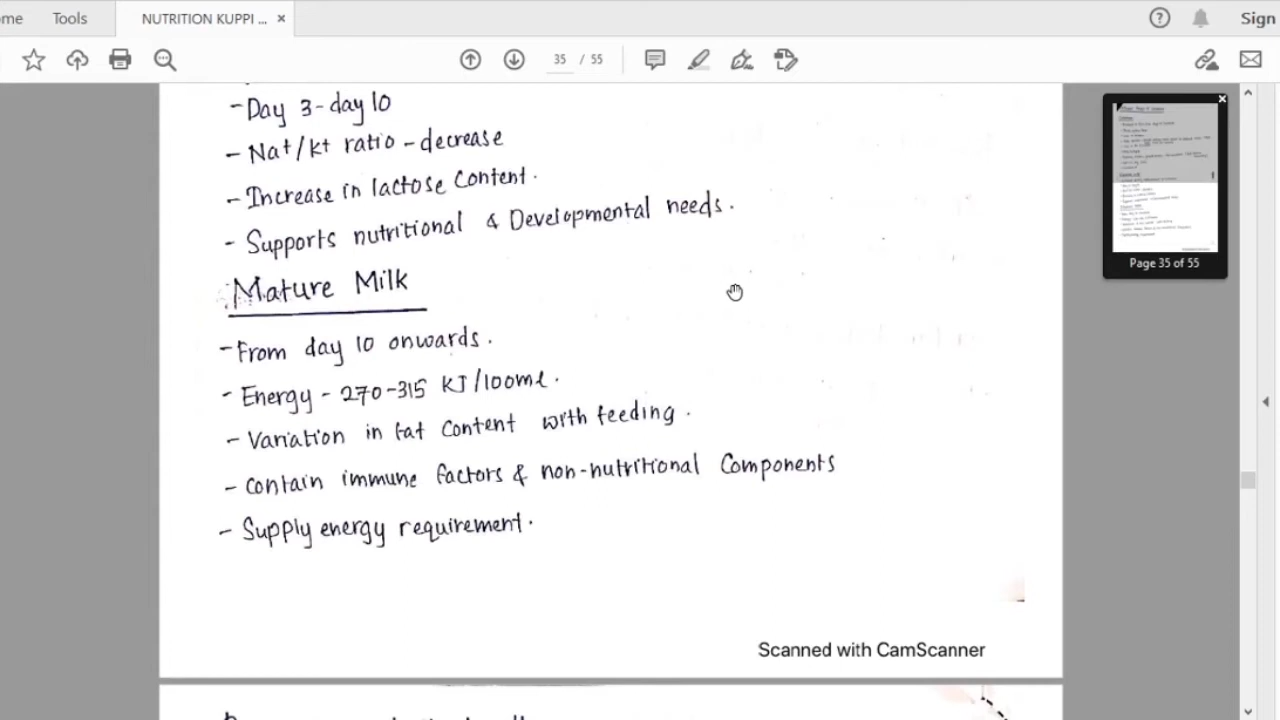 ome Tools NUTRITION KUPPI ... × Sign
35 / 55
- Day 3 - day 10
- Na+/K+ ratio - decrease
- Increase in lactose Content.
- Supports nutritional & Developmental needs.
Mature Milk
- From day 10 onwards.
- Energy - 270-315 KJ/100ml.
- Variation in fat Content with feeding.
- Contain immune factors & non-nutritional Components
- Supply energy requirement.
Scanned with CamScanner
Page 35 of 55